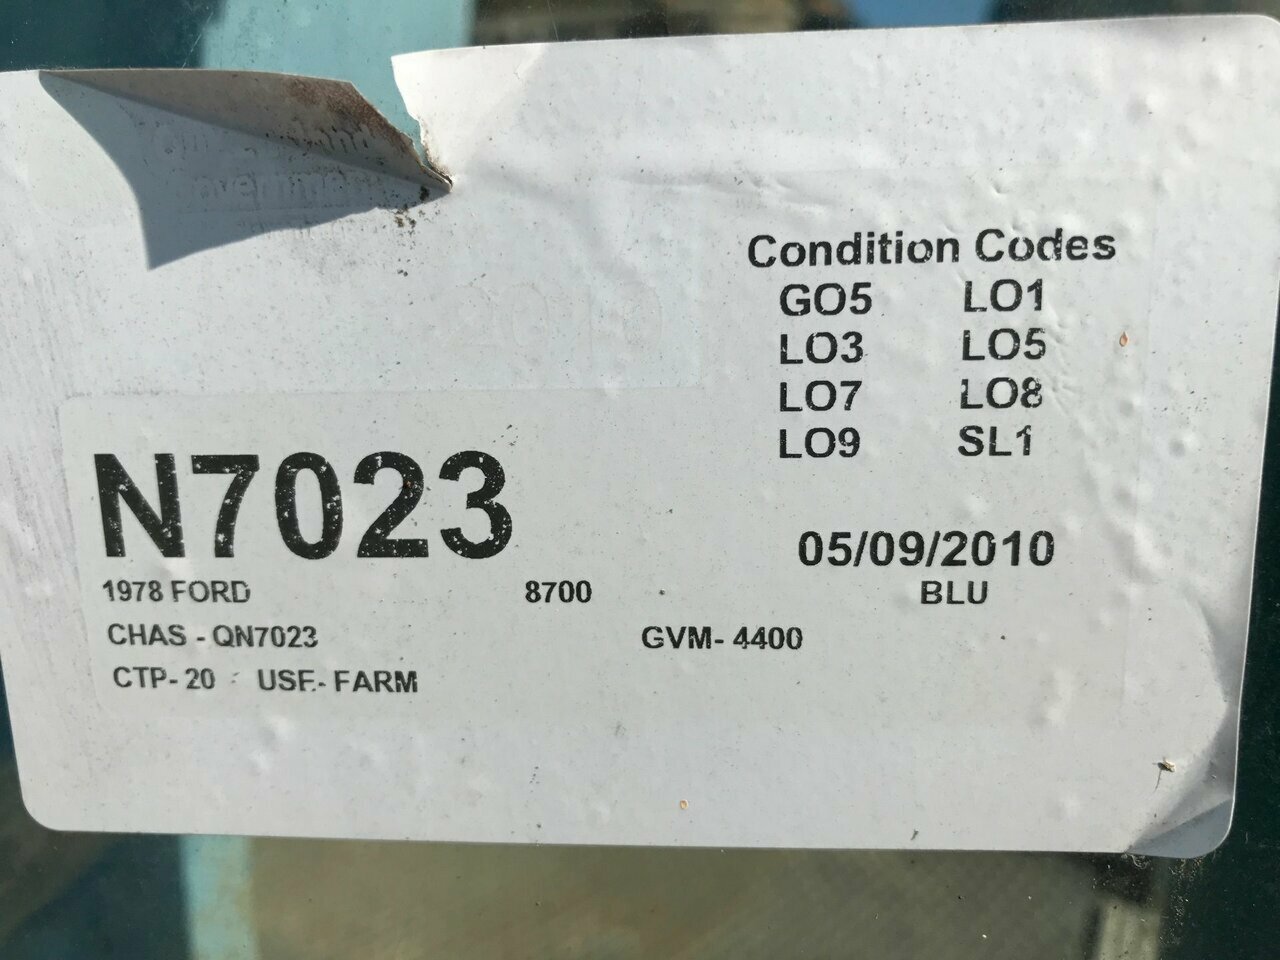 Condition Codes
GO5 LO1
LO3 LO5
LO7 LO8
LO9 SL1
N7023
05/09/2010
1978 FORD 8700 BLU
CHAS - QN7023 GVM- 4400
CTP- 20 USE- FARM